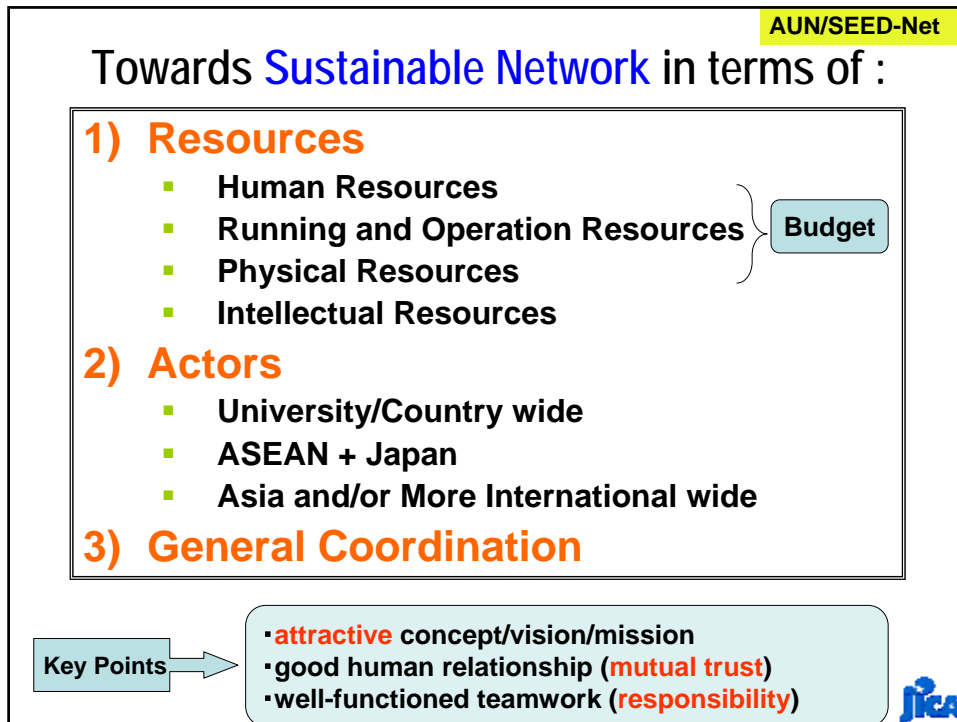 AUN/SEED-Net
Towards Sustainable Network in terms of :
1) Resources
▪ Human Resources
▪ Running and Operation Resources
Budget
▪ Physical Resources
▪ Intellectual Resources
2) Actors
▪ University/Country wide
▪ ASEAN + Japan
▪ Asia and/or More International wide
3) General Coordination
Key Points
・attractive concept/vision/mission
・good human relationship (mutual trust)
・well-functioned teamwork (responsibility)
jica